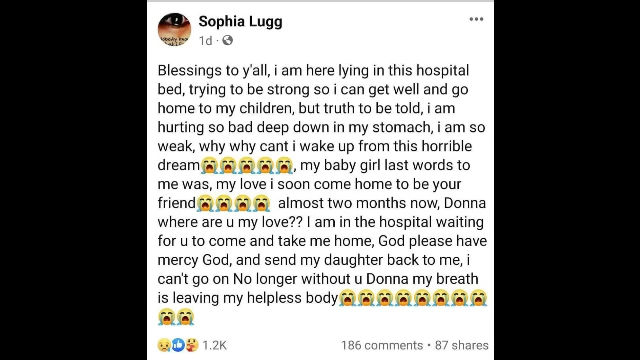 Sophia Lugg
1d
Blessings to y'all, i am here lying in this hospital
bed, trying to be strong so i can get well and go
home to my children, but truth to be told, i am
hurting so bad deep down in my stomach, i am so
weak, why why cant i wake up from this horrible
dream😭😭😭😭😭, my baby girl last words to
me was, my love i soon come home to be your
friend😭😭😭😭 almost two months now, Donna
where are u my love?? I am in the hospital waiting
for u to come and take me home, God please have
mercy God, and send my daughter back to me, i
can't go on No longer without u Donna my breath
is leaving my helpless body😭😭😭😭😭😭😭😭
😭😭
1.2K
186 comments • 87 shares